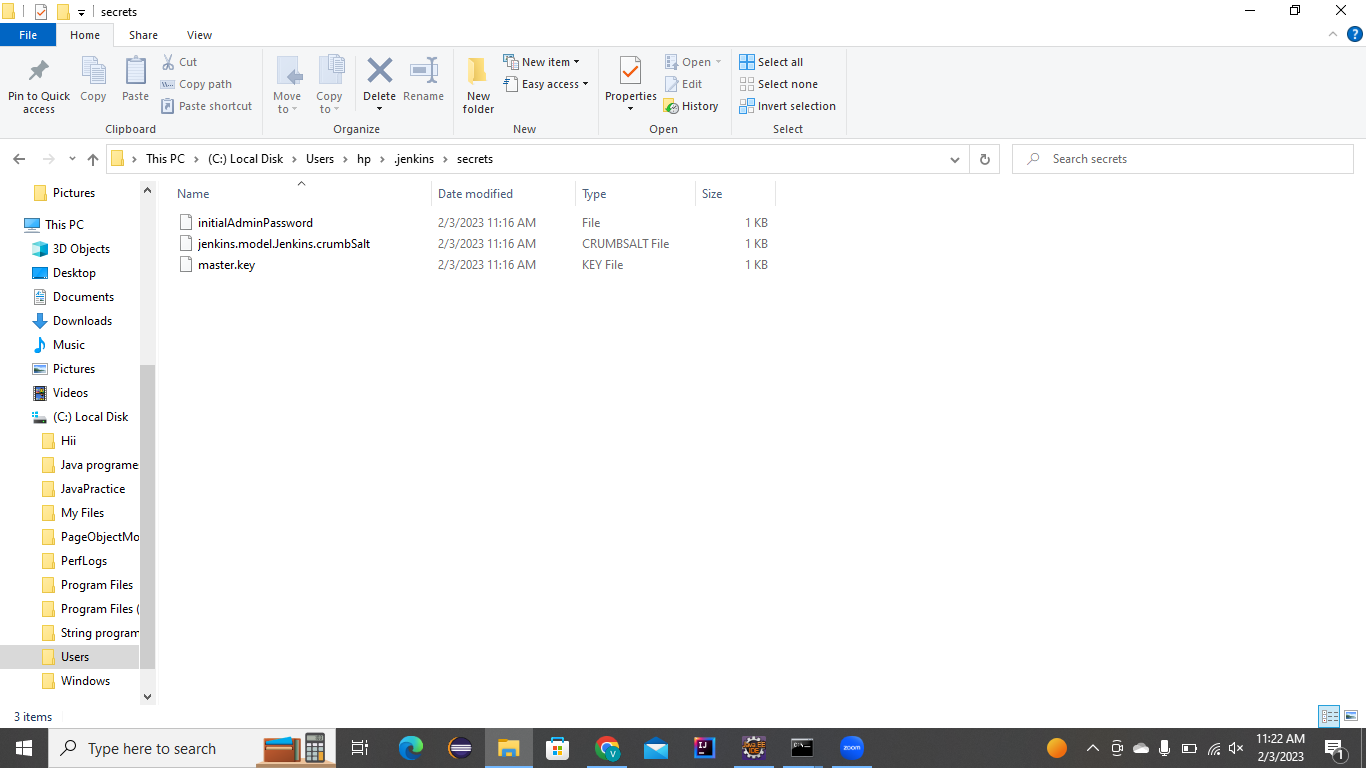 secrets
File Home Share View
Pin to Quick access
Copy
Paste
Cut
Copy path
Paste shortcut
Clipboard
Move to
Copy to
Delete
Rename
Organize
New folder
New item
Easy access
New
Properties
Open
Edit
History
Open
Select all
Select none
Invert selection
Select
This PC > (C:) Local Disk > Users > hp > .jenkins > secrets
Search secrets
Pictures
This PC
3D Objects
Desktop
Documents
Downloads
Music
Pictures
Videos
(C:) Local Disk
Hii
Java programe
JavaPractice
My Files
PageObjectMo
PerfLogs
Program Files
Program Files (
String program
Users
Windows
Name Date modified Type Size
initialAdminPassword 2/3/2023 11:16 AM File 1 KB
jenkins.model.Jenkins.crumbSalt 2/3/2023 11:16 AM CRUMBSALT File 1 KB
master.key 2/3/2023 11:16 AM KEY File 1 KB
3 items
Type here to search
zoom
11:22 AM
2/3/2023
1